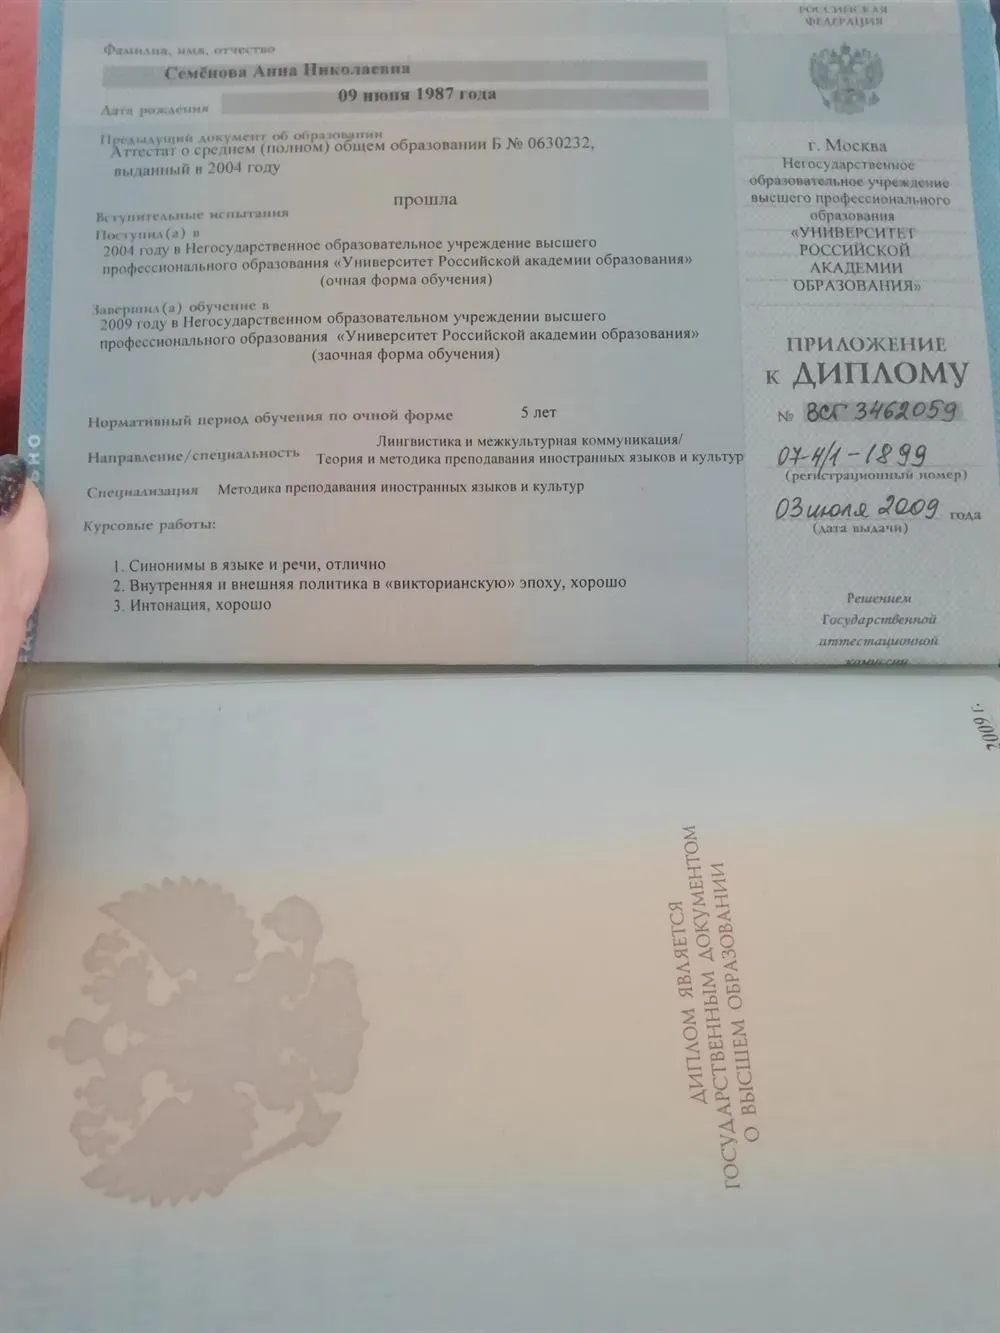 Фамилия, имя, отчество
Семёнова Анна Николаевна
09 июня 1987 года
Дата рождения
Предыдущий документ об образовании
Аттестат о среднем (полном) общем образовании Б № 0630232,
выданный в 2004 году
прошла
Вступительные испытания
Поступил(а) в
2004 году в Негосударственное образовательное учреждение высшего
профессионального образования «Университет Российской академии образования»
(очная форма обучения)
Завершил(а) обучение в
2009 году в Негосударственном образовательном учреждении высшего
профессионального образования «Университет Российской академии образования»
(заочная форма обучения)
Нормативный период обучения по очной форме 5 лет
Лингвистика и межкультурная коммуникация/
Направление/специальность Теория и методика преподавания иностранных языков и культур
Специализация Методика преподавания иностранных языков и культур
Курсовые работы:
1. Синонимы в языке и речи, отлично
2. Внутренняя и внешняя политика в «викторианскую» эпоху, хорошо
3. Интонация, хорошо
РОССИЙСКАЯ
ФЕДЕРАЦИЯ
г. Москва
Негосударственное
образовательное учреждение
высшего профессионального
образования
«УНИВЕРСИТЕТ
РОССИЙСКОЙ
АКАДЕМИИ
ОБРАЗОВАНИЯ»
ПРИЛОЖЕНИЕ
к ДИПЛОМУ
№ ВСГ 3462059
07-4/1-1899
(регистрационный номер)
03 июля 2009 года
(дата выдачи)
Решением
Государственной
аттестационной
комиссии
2009 г.
ДИПЛОМ ЯВЛЯЕТСЯ
ГОСУДАРСТВЕННЫМ ДОКУМЕНТОМ
О ВЫСШЕМ ОБРАЗОВАНИИ